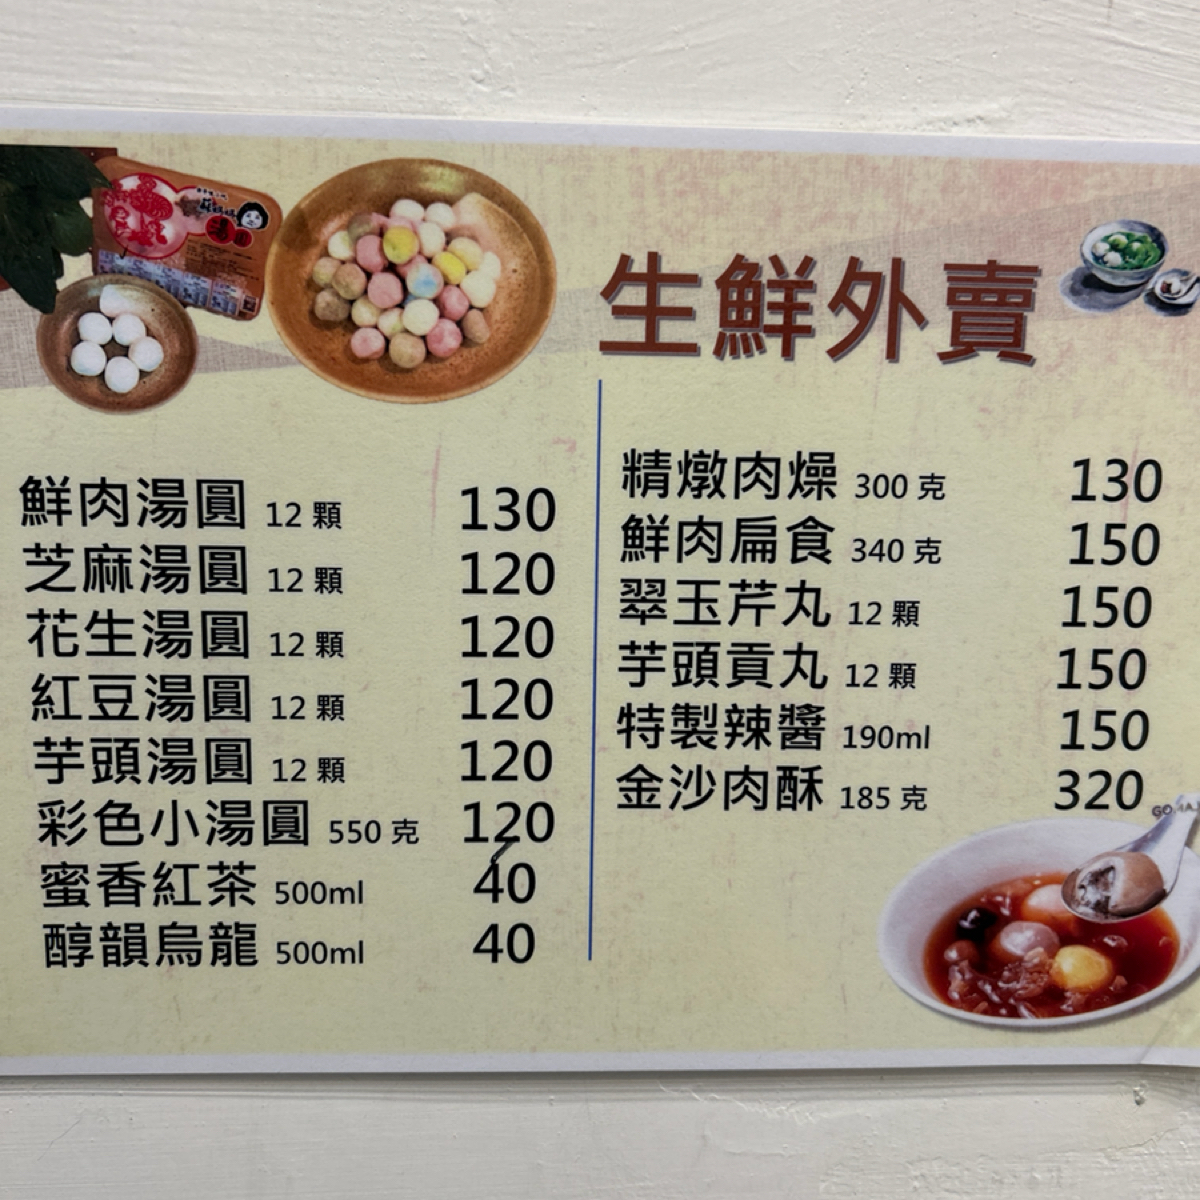 生鮮外賣
鮮肉湯圓 12 顆 130
芝麻湯圓 12 顆 120
花生湯圓 12 顆 120
紅豆湯圓 12 顆 120
芋頭湯圓 12 顆 120
彩色小湯圓 550 克 120
蜜香紅茶 500ml 40
醇韻烏龍 500ml 40
精燉肉燥 300 克 130
鮮肉扁食 340 克 150
翠玉芹丸 12 顆 150
芋頭貢丸 12 顆 150
特製辣醬 190ml 150
金沙肉酥 185 克 320